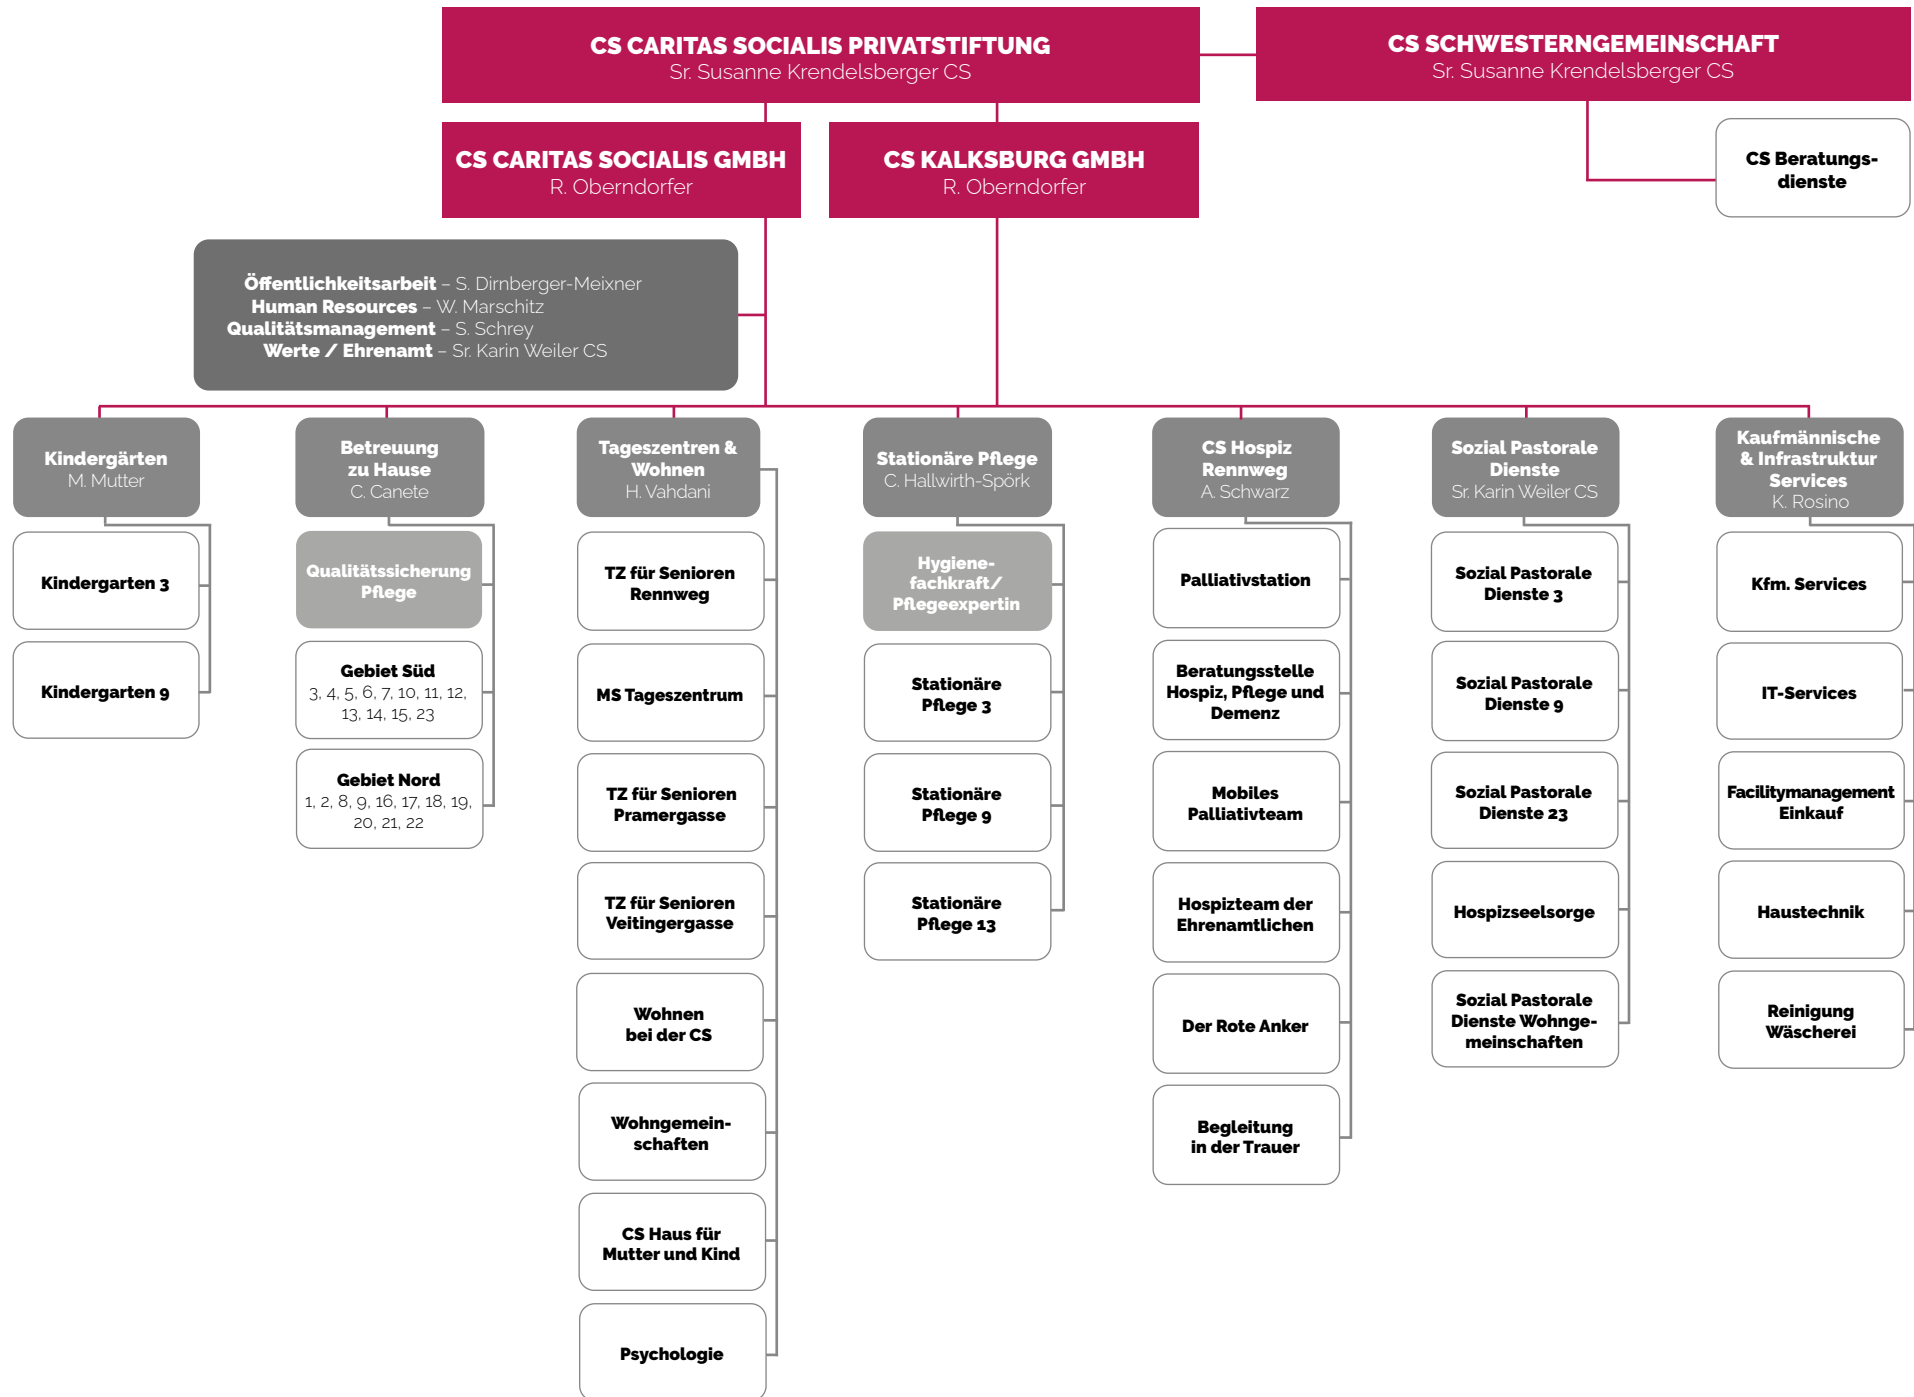 CS CARITAS SOCIALIS PRIVATSTIFTUNG
Sr. Susanne Krendelsberger CS
CS SCHWESTERNGEMEINSCHAFT
Sr. Susanne Krendelsberger CS
CS CARITAS SOCIALIS GMBH
R. Oberndorfer
CS KALKSBURG GMBH
R. Oberndorfer
CS Beratungs-
dienste
Öffentlichkeitsarbeit – S. Dirnberger-Meixner
Human Resources – W. Marschitz
Qualitätsmanagement – S. Schrey
Werte / Ehrenamt – Sr. Karin Weiler CS
Kindergärten
M. Mutter
Kindergarten 3
Kindergarten 9
Betreuung
zu Hause
C. Canete
Qualitätssicherung
Pflege
Gebiet Süd
3, 4, 5, 6, 7, 10, 11, 12,
13, 14, 15, 23
Gebiet Nord
1, 2, 8, 9, 16, 17, 18, 19,
20, 21, 22
Tageszentren &
Wohnen
H. Vahdani
TZ für Senioren
Rennweg
MS Tageszentrum
TZ für Senioren
Pramergasse
TZ für Senioren
Veitingergasse
Wohnen
bei der CS
Wohngemein-
schaften
CS Haus für
Mutter und Kind
Psychologie
Stationäre Pflege
C. Hallwirth-Spörk
Hygiene-
fachkraft/
Pflegeexpertin
Stationäre
Pflege 3
Stationäre
Pflege 9
Stationäre
Pflege 13
CS Hospiz
Rennweg
A. Schwarz
Palliativstation
Beratungsstelle
Hospiz, Pflege und
Demenz
Mobiles
Palliativteam
Hospizteam der
Ehrenamtlichen
Der Rote Anker
Begleitung
in der Trauer
Sozial Pastorale
Dienste
Sr. Karin Weiler CS
Sozial Pastorale
Dienste 3
Sozial Pastorale
Dienste 9
Sozial Pastorale
Dienste 23
Hospizseelsorge
Sozial Pastorale
Dienste Wohnge-
meinschaften
Kaufmännische
& Infrastruktur
Services
K. Rosino
Kfm. Services
IT-Services
Facilitymanagement
Einkauf
Haustechnik
Reinigung
Wäscherei